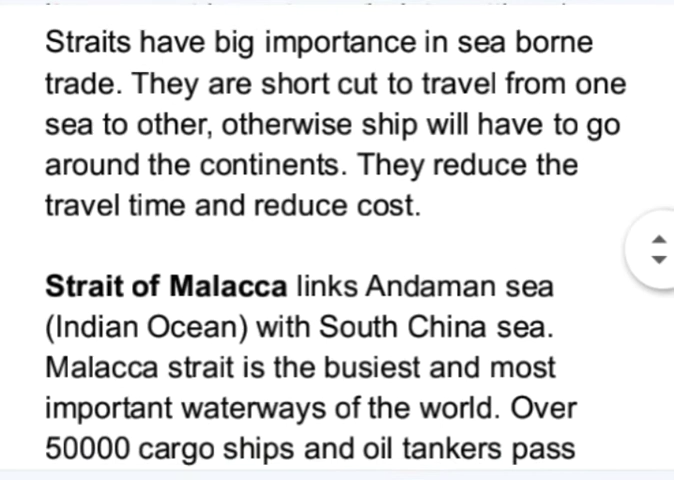 Straits have big importance in sea borne
trade. They are short cut to travel from one
sea to other, otherwise ship will have to go
around the continents. They reduce the
travel time and reduce cost.
Strait of Malacca links Andaman sea
(Indian Ocean) with South China sea.
Malacca strait is the busiest and most
important waterways of the world. Over
50000 cargo ships and oil tankers pass